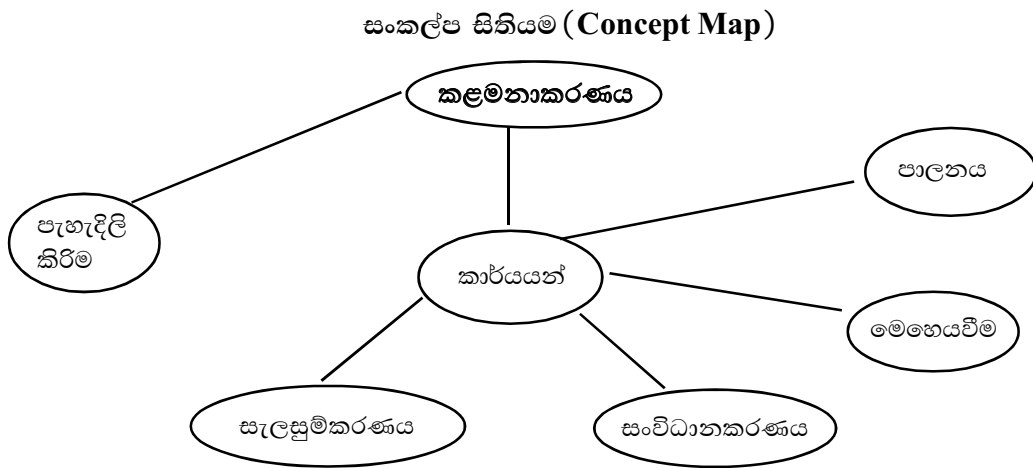 සංකල්ප සිතියම (Concept Map)
කළමනාකරණය
පාලනය
පැහැදිලි
කිරිම
කාර්යයන්
මෙහෙයවීම
සැලසුම්කරණය
සංවිධානකරණය